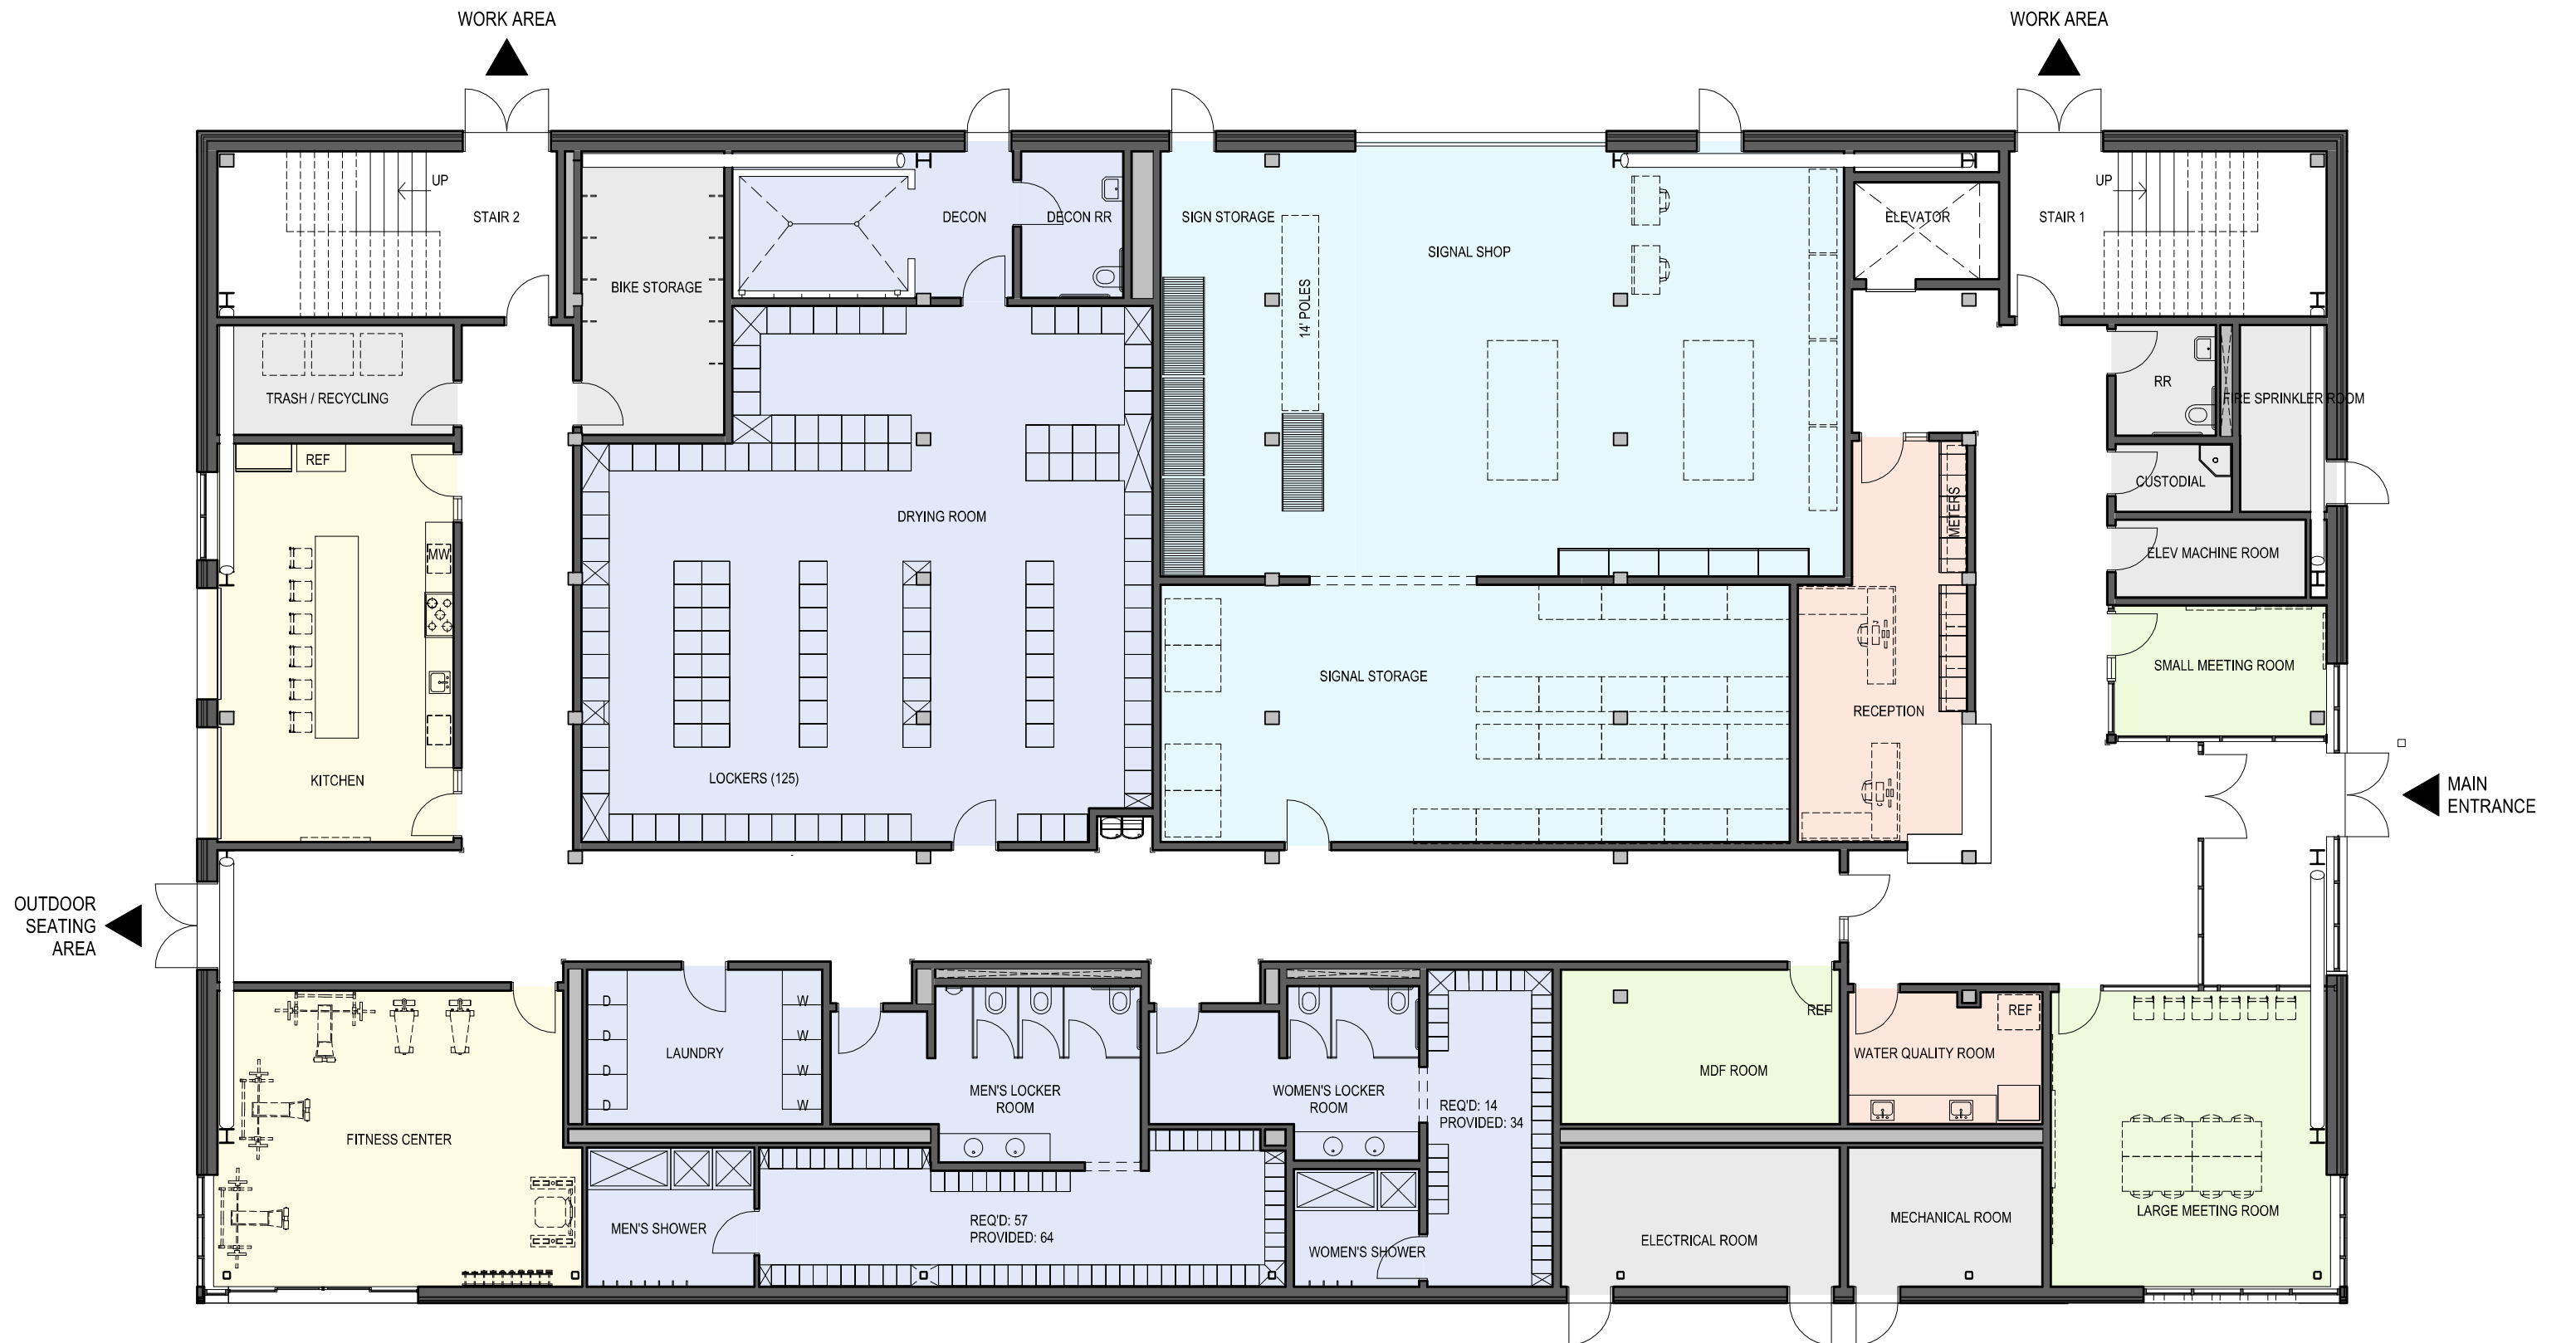 WORK AREA
WORK AREA
UP
STAIR 2
DECON
DECON RR
SIGN STORAGE
SIGNAL SHOP
ELEVATOR
STAIR 1
UP
BIKE STORAGE
14' POLES
TRASH / RECYCLING
RR
FIRE SPRINKLER ROOM
REF
METERS
CUSTODIAL
DRYING ROOM
MW
ELEV MACHINE ROOM
SMALL MEETING ROOM
SIGNAL STORAGE
RECEPTION
KITCHEN
LOCKERS (125)
MAIN
ENTRANCE
OUTDOOR
SEATING
AREA
D
W
D
W
D
W
D
W
LAUNDRY
REF
REF
WATER QUALITY ROOM
MDF ROOM
MEN'S LOCKER
ROOM
WOMEN'S LOCKER
ROOM
REQ'D: 14
PROVIDED: 34
FITNESS CENTER
MEN'S SHOWER
REQ'D: 57
PROVIDED: 64
WOMEN'S SHOWER
ELECTRICAL ROOM
MECHANICAL ROOM
LARGE MEETING ROOM